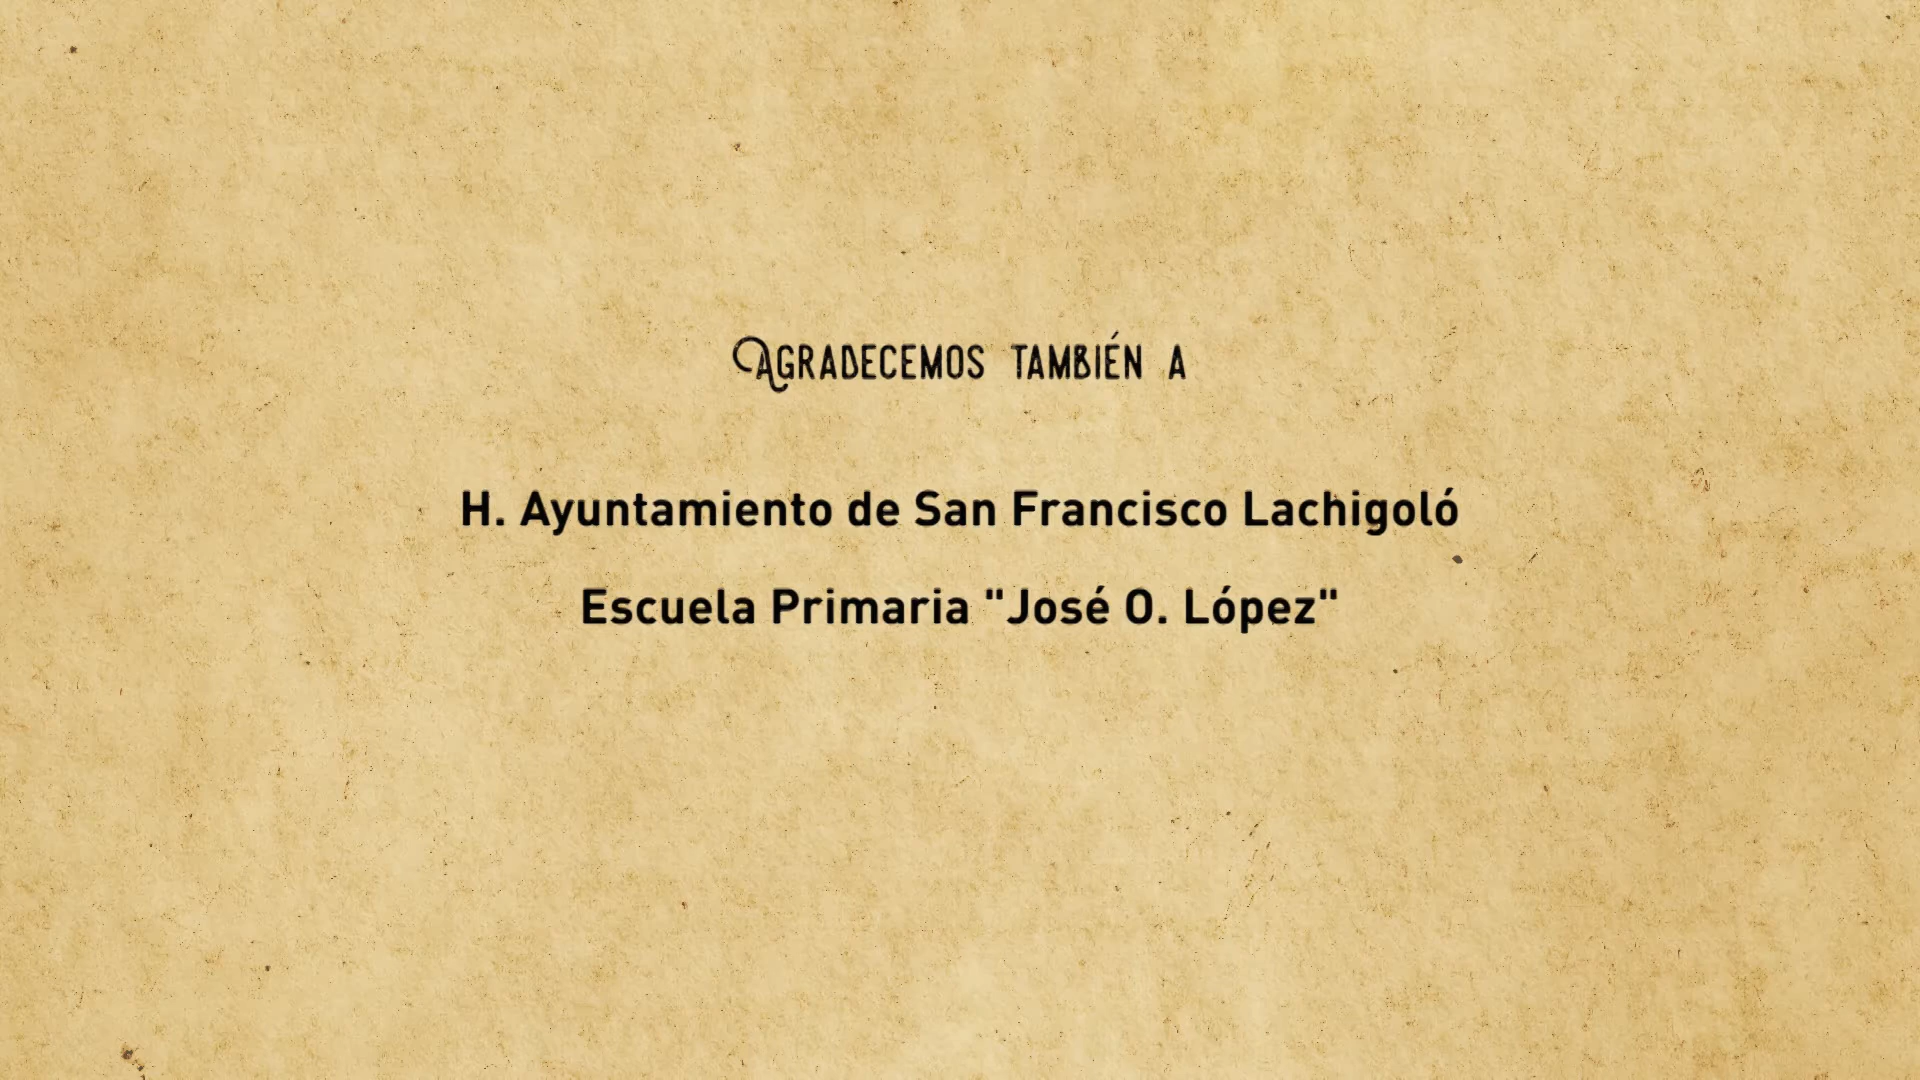 Agradecemos también a
H. Ayuntamiento de San Francisco Lachigoló
Escuela Primaria "José O. López"